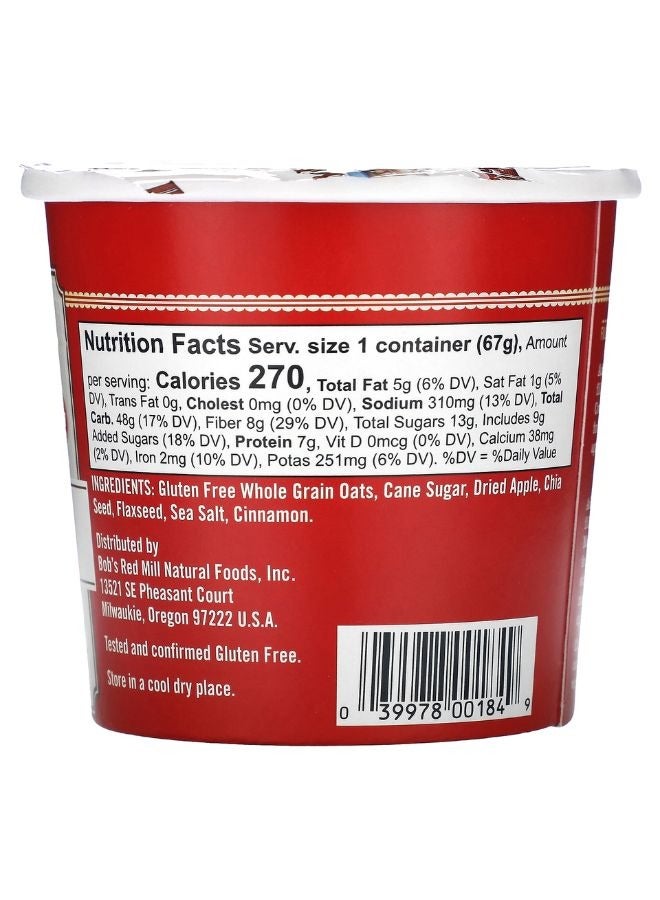 Nutrition Facts Serv. size 1 container (67g), Amount
per serving: Calories 270, Total Fat 5g (6% DV), Sat Fat 1g (5%
DV), Trans Fat 0g, Cholest 0mg (0% DV), Sodium 310mg (13% DV), Total
Carb. 48g (17% DV), Fiber 8g (29% DV), Total Sugars 13g, Includes 9g
Added Sugars (18% DV), Protein 7g, Vit D 0mcg (0% DV), Calcium 38mg
(2% DV), Iron 2mg (10% DV), Potas 251mg (6% DV). %DV = %Daily Value
INGREDIENTS: Gluten Free Whole Grain Oats, Cane Sugar, Dried Apple, Chia
Seed, Flaxseed, Sea Salt, Cinnamon.
Distributed by
Bob's Red Mill Natural Foods, Inc.
13521 SE Pheasant Court
Milwaukie, Oregon 97222 U.S.A.
Tested and confirmed Gluten Free.
Store in a cool dry place.
0 39978 00184 9